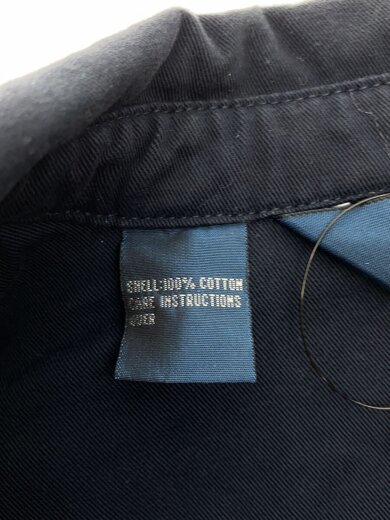 SHELL:100% COTTON
CARE INSTRUCTIONS
OVER